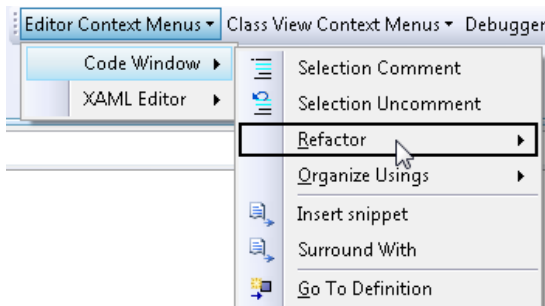 Editor Context Menus Class View Context Menus Debugger
Code Window
XAML Editor
Selection Comment
Selection Uncomment
Refactor
Organize Usings
Insert snippet
Surround With
Go To Definition